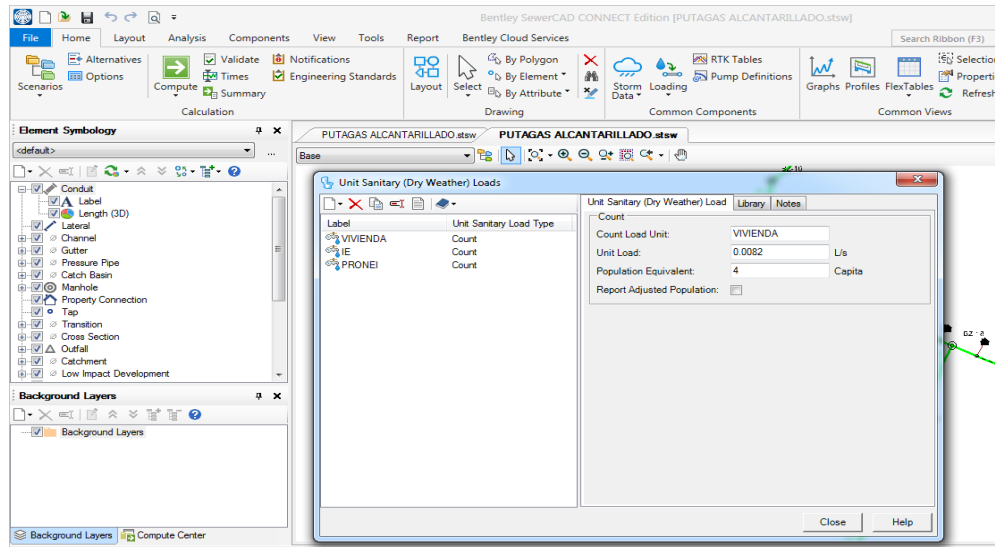 Bentley SewerCAD CONNECT Edition [PUTAGAS ALCANTARILLADO.stsw]
File Home Layout Analysis Components View Tools Report Bentley Cloud Services Search Ribbon (F3)
Scenarios
Alternatives
Options
Compute
Validate
Times
Summary
Notifications
Engineering Standards
Calculation
Layout
Select
By Polygon
By Element
By Attribute
Drawing
Storm Data
Loading
RTK Tables
Pump Definitions
Common Components
Graphs Profiles FlexTables
Selection
Properti
Refresh
Common Views
Element Symbology
<default>
...
Conduit
Label
Length (3D)
Lateral
Channel
Gutter
Pressure Pipe
Catch Basin
Manhole
Property Connection
Tap
Transition
Cross Section
Outfall
Catchment
Low Impact Development
Background Layers
Background Layers
Background Layers Compute Center
PUTAGAS ALCANTARILLADO.stsw PUTAGAS ALCANTARILLADO.stsw
Base
Unit Sanitary (Dry Weather) Loads
Label Unit Sanitary Load Type
VIVIENDA Count
IE Count
PRONEI Count
Unit Sanitary (Dry Weather) Load Library Notes
Count
Count Load Unit: VIVIENDA
Unit Load: 0.0082 L/s
Population Equivalent: 4 Capita
Report Adjusted Population:
Close Help